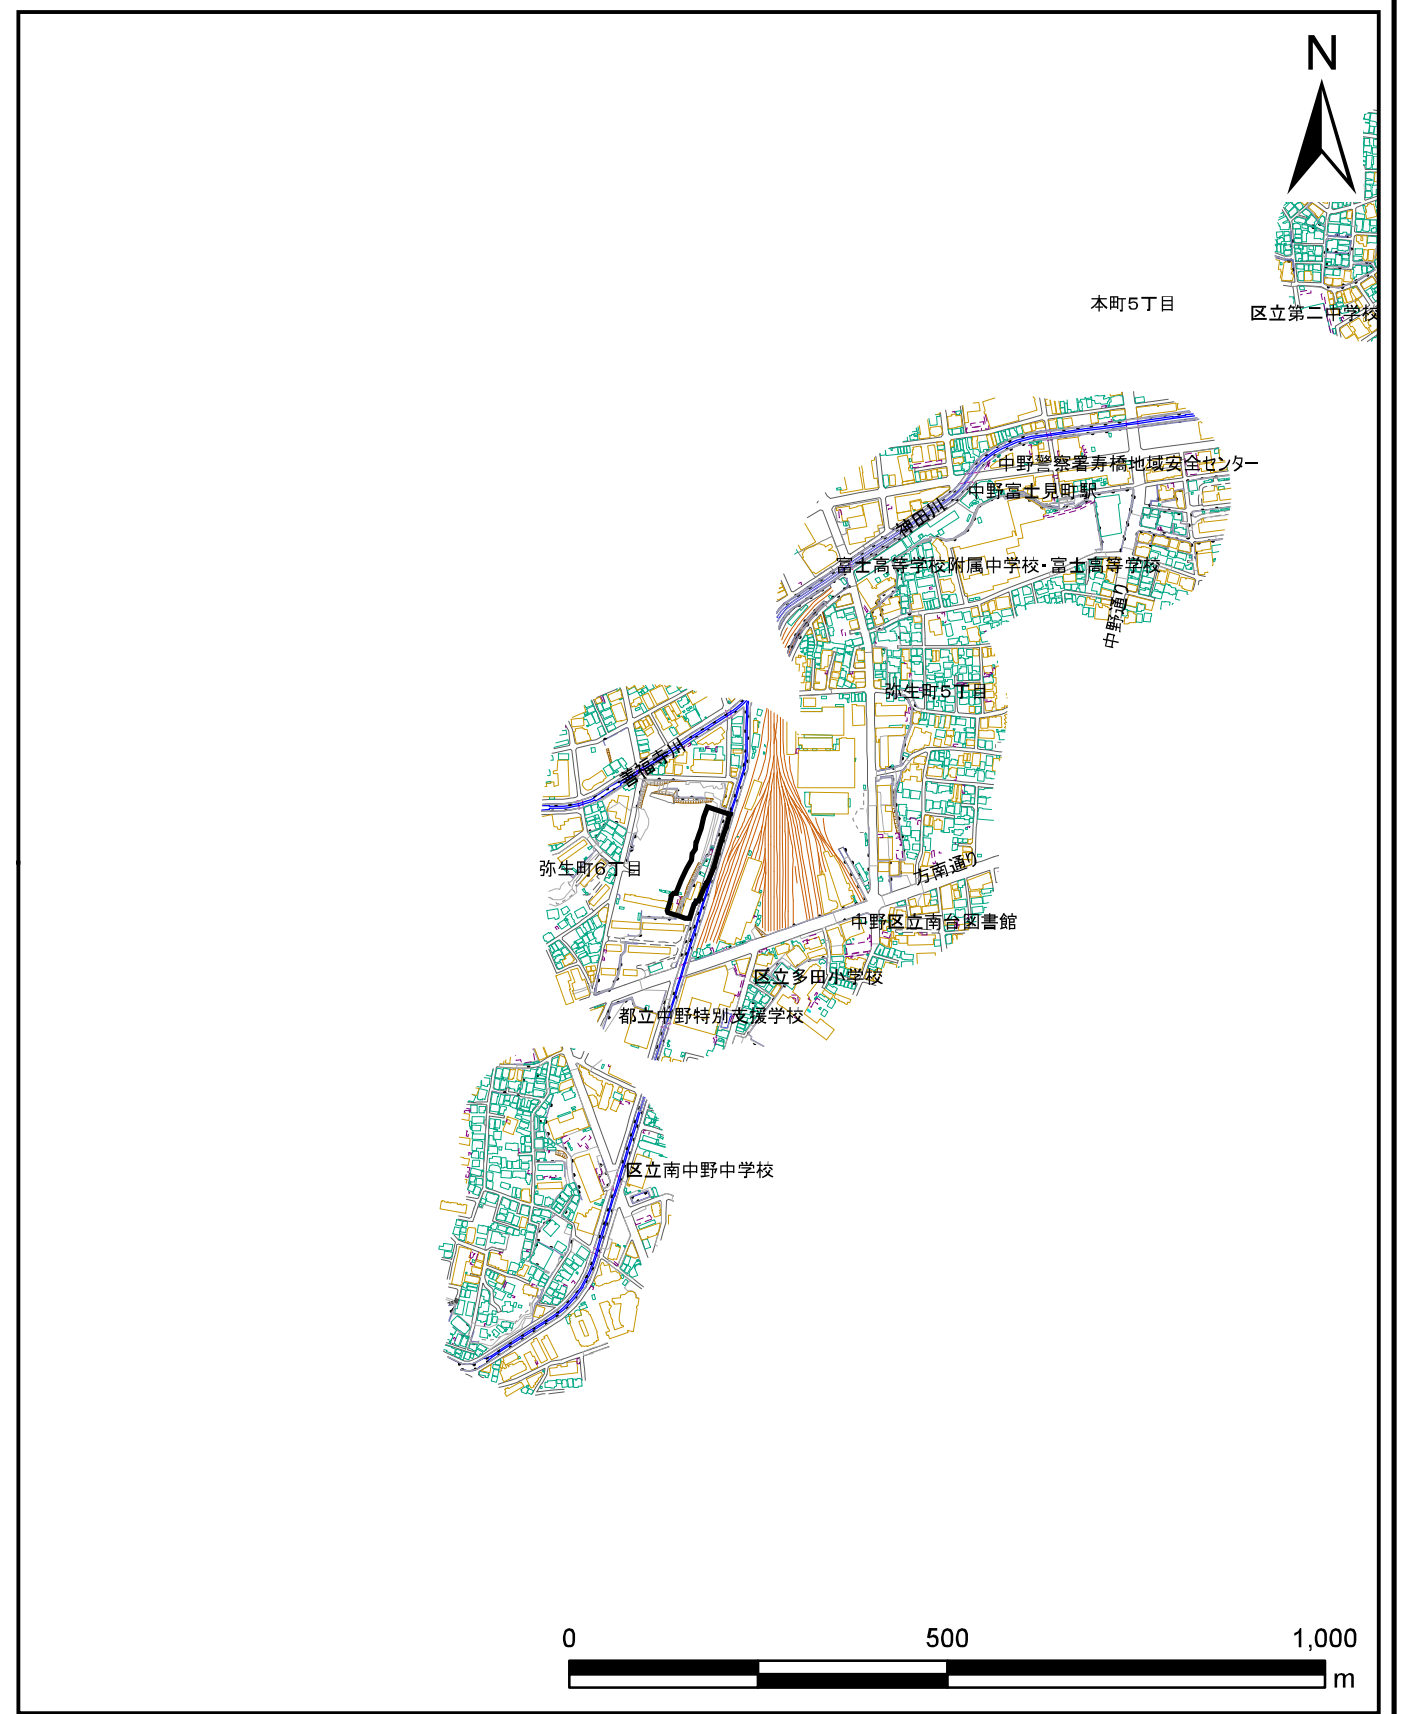 N
本町5丁目
区立第二中学校
中野警察署寿橋地域安全センター
中野富士見町駅
神田川
富士高等学校附属中学校・富士高等学校
中野通り
弥生町5丁目
善福寺川
弥生町6丁目
方南通り
中野区立南台図書館
区立多田小学校
都立中野特別支援学校
区立南中野中学校
0 500 1,000
m